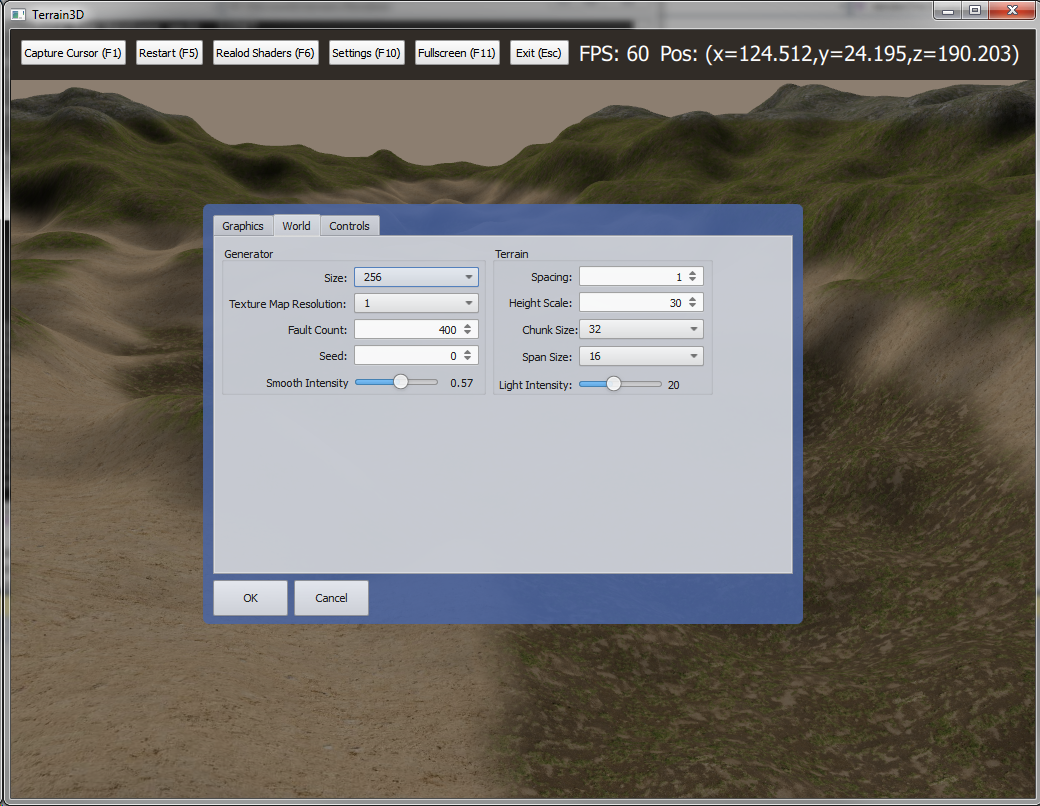 Terrain3D
Capture Cursor (F1) Restart (F5) Realod Shaders (F6) Settings (F10) Fullscreen (F11) Exit (Esc) FPS: 60 Pos: (x=124.512,y=24.195,z=190.203)
Graphics World Controls
Generator
Size: 256
Texture Map Resolution: 1
Fault Count: 400
Seed: 0
Smooth Intensity 0.57
Terrain
Spacing: 1
Height Scale: 30
Chunk Size: 32
Span Size: 16
Light Intensity: 20
OK Cancel